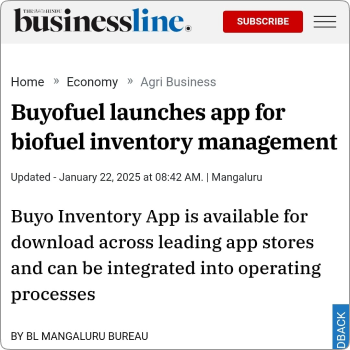 THE HINDU
businessline.
SUBSCRIBE
Home » Economy » Agri Business
Buyofuel launches app for
biofuel inventory management
Updated - January 22, 2025 at 08:42 AM. | Mangaluru
Buyo Inventory App is available for
download across leading app stores
and can be integrated into operating
processes
BY BL MANGALURU BUREAU
DBACK